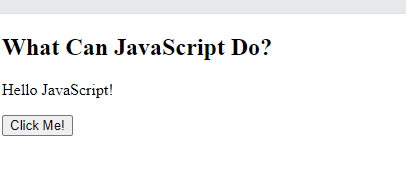 What Can JavaScript Do?
Hello JavaScript!
Click Me!